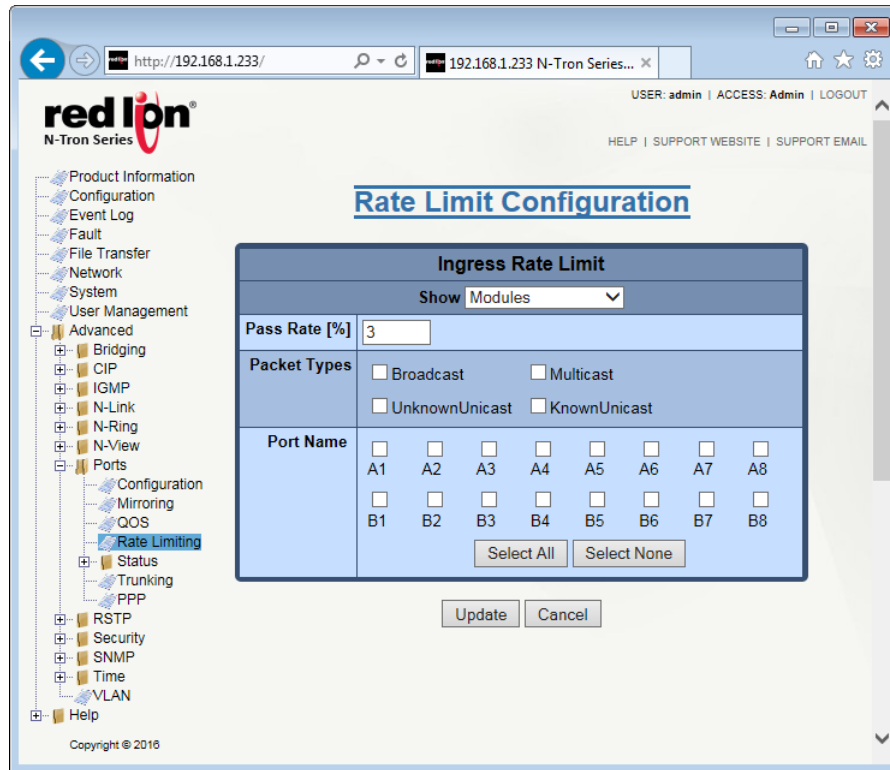 http://192.168.1.233/
192.168.1.233 N-Tron Series...
USER: admin | ACCESS: Admin | LOGOUT
red lion®
N-Tron Series
HELP | SUPPORT WEBSITE | SUPPORT EMAIL
Product Information
Configuration
Event Log
Fault
File Transfer
Network
System
User Management
Advanced
Bridging
CIP
IGMP
N-Link
N-Ring
N-View
Ports
Configuration
Mirroring
QOS
Rate Limiting
Status
Trunking
PPP
RSTP
Security
SNMP
Time
VLAN
Help
Copyright © 2016
Rate Limit Configuration
Ingress Rate Limit
Show Modules
Pass Rate [%] 3
Packet Types
Broadcast Multicast
UnknownUnicast KnownUnicast
Port Name
A1 A2 A3 A4 A5 A6 A7 A8
B1 B2 B3 B4 B5 B6 B7 B8
Select All Select None
Update Cancel